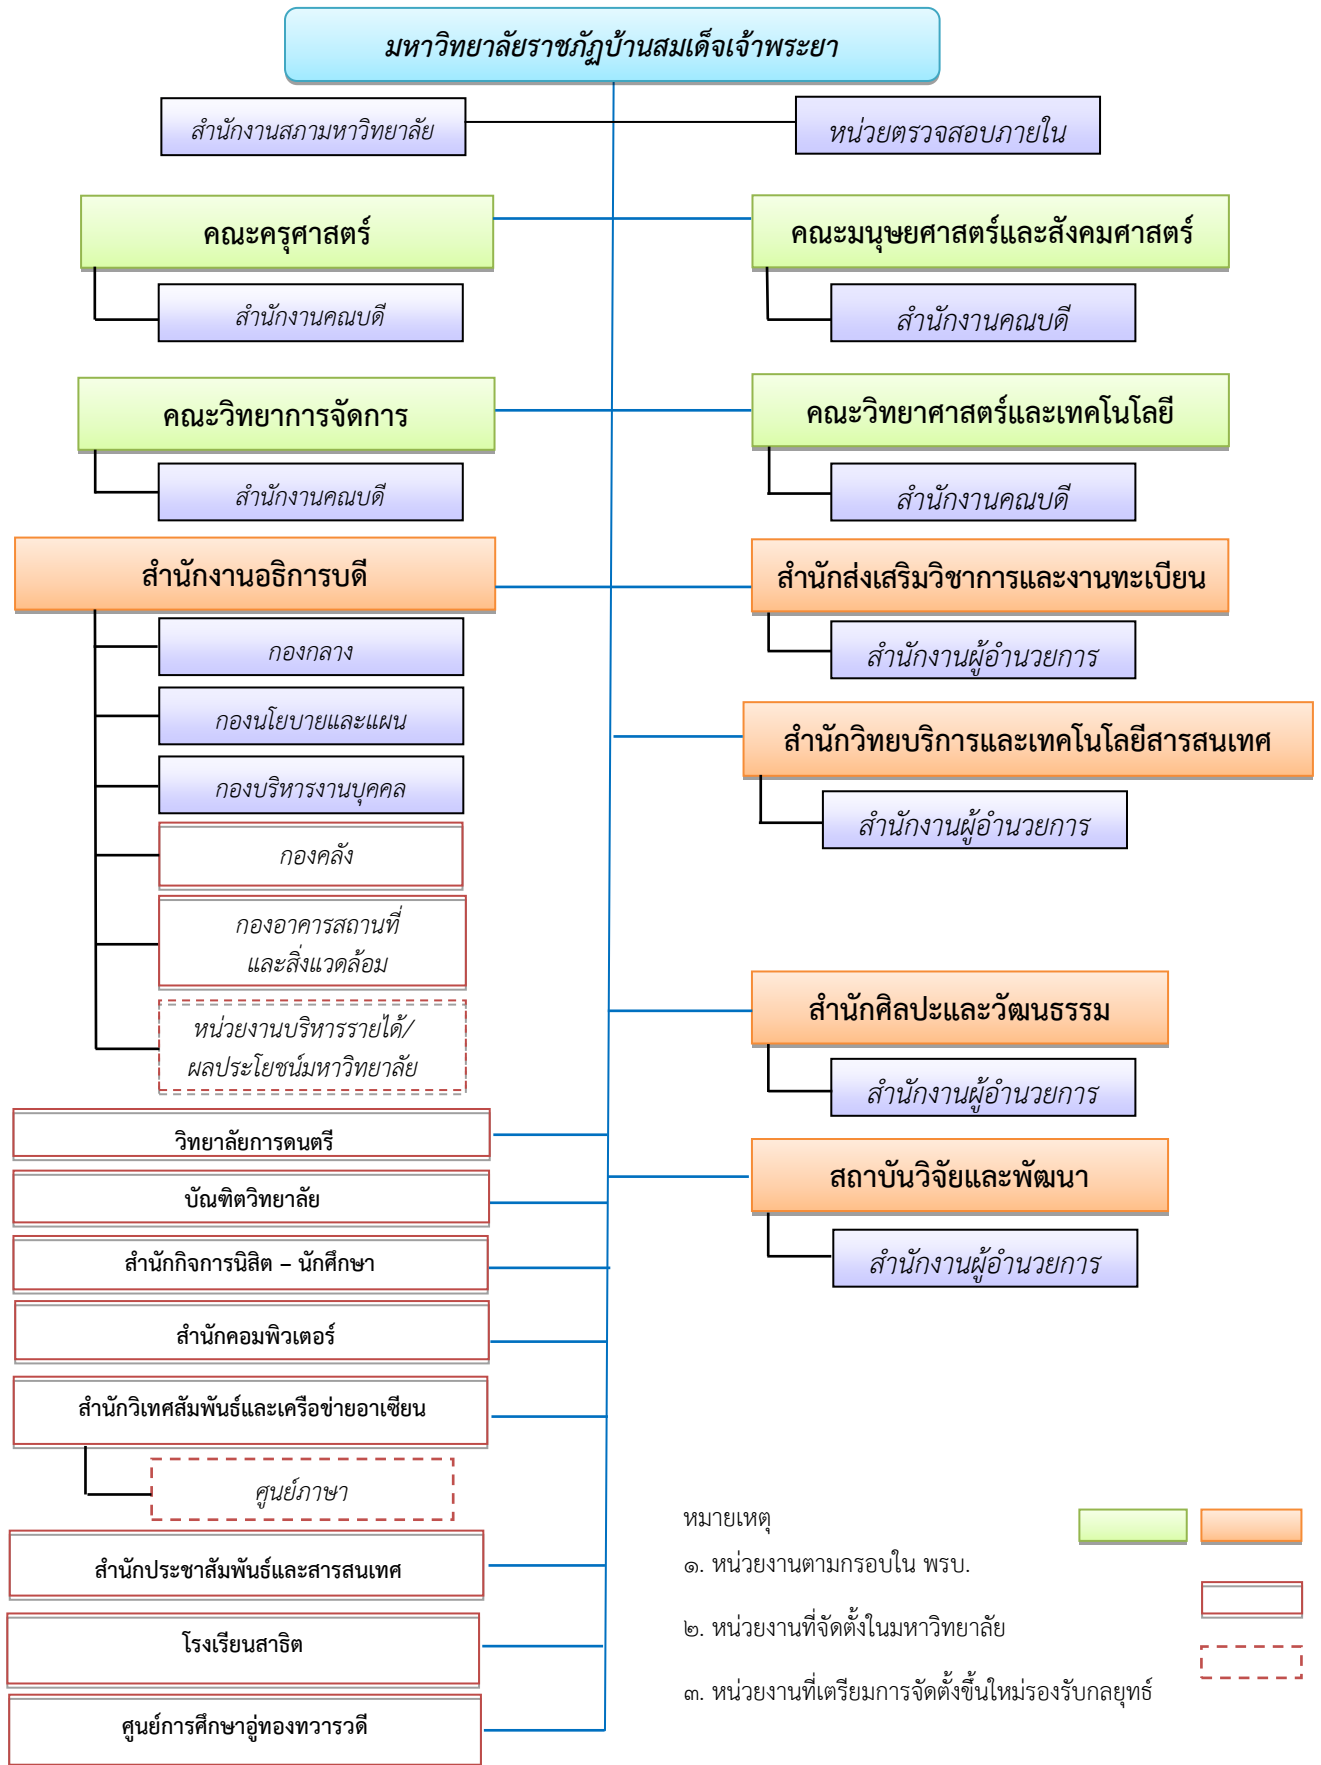 มหาวิทยาลัยราชภัฏบ้านสมเด็จเจ้าพระยา
สำนักงานสภามหาวิทยาลัย
หน่วยตรวจสอบภายใน
คณะครุศาสตร์
คณะมนุษยศาสตร์และสังคมศาสตร์
สำนักงานคณบดี
สำนักงานคณบดี
คณะวิทยาการจัดการ
คณะวิทยาศาสตร์และเทคโนโลยี
สำนักงานคณบดี
สำนักงานคณบดี
สำนักงานอธิการบดี
สำนักส่งเสริมวิชาการและงานทะเบียน
กองกลาง
สำนักงานผู้อำนวยการ
กองนโยบายและแผน
สำนักวิทยบริการและเทคโนโลยีสารสนเทศ
กองบริหารงานบุคคล
สำนักงานผู้อำนวยการ
กองคลัง
กองอาคารสถานที่
และสิ่งแวดล้อม
สำนักศิลปะและวัฒนธรรม
หน่วยงานบริหารรายได้/
ผลประโยชน์มหาวิทยาลัย
สำนักงานผู้อำนวยการ
วิทยาลัยการดนตรี
สถาบันวิจัยและพัฒนา
บัณฑิตวิทยาลัย
สำนักกิจการนิสิต – นักศึกษา
สำนักงานผู้อำนวยการ
สำนักคอมพิวเตอร์
สำนักวิเทศสัมพันธ์และเครือข่ายอาเซียน
ศูนย์ภาษา
สำนักประชาสัมพันธ์และสารสนเทศ
โรงเรียนสาธิต
ศูนย์การศึกษาอู่ทองทวารวดี
หมายเหตุ
๑. หน่วยงานตามกรอบใน พรบ.
๒. หน่วยงานที่จัดตั้งในมหาวิทยาลัย
๓. หน่วยงานที่เตรียมการจัดตั้งขึ้นใหม่รองรับกลยุทธ์